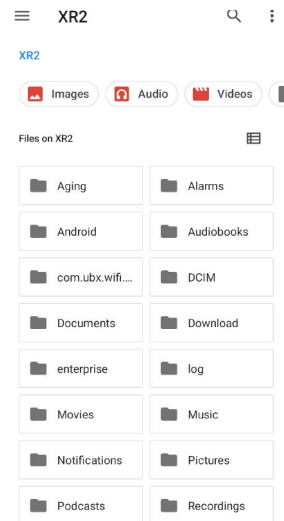 XR2
XR2
Images Audio Videos
Files on XR2
Aging Alarms
Android Audiobooks
com.ubx.wifi.... DCIM
Documents Download
enterprise log
Movies Music
Notifications Pictures
Podcasts Recordings